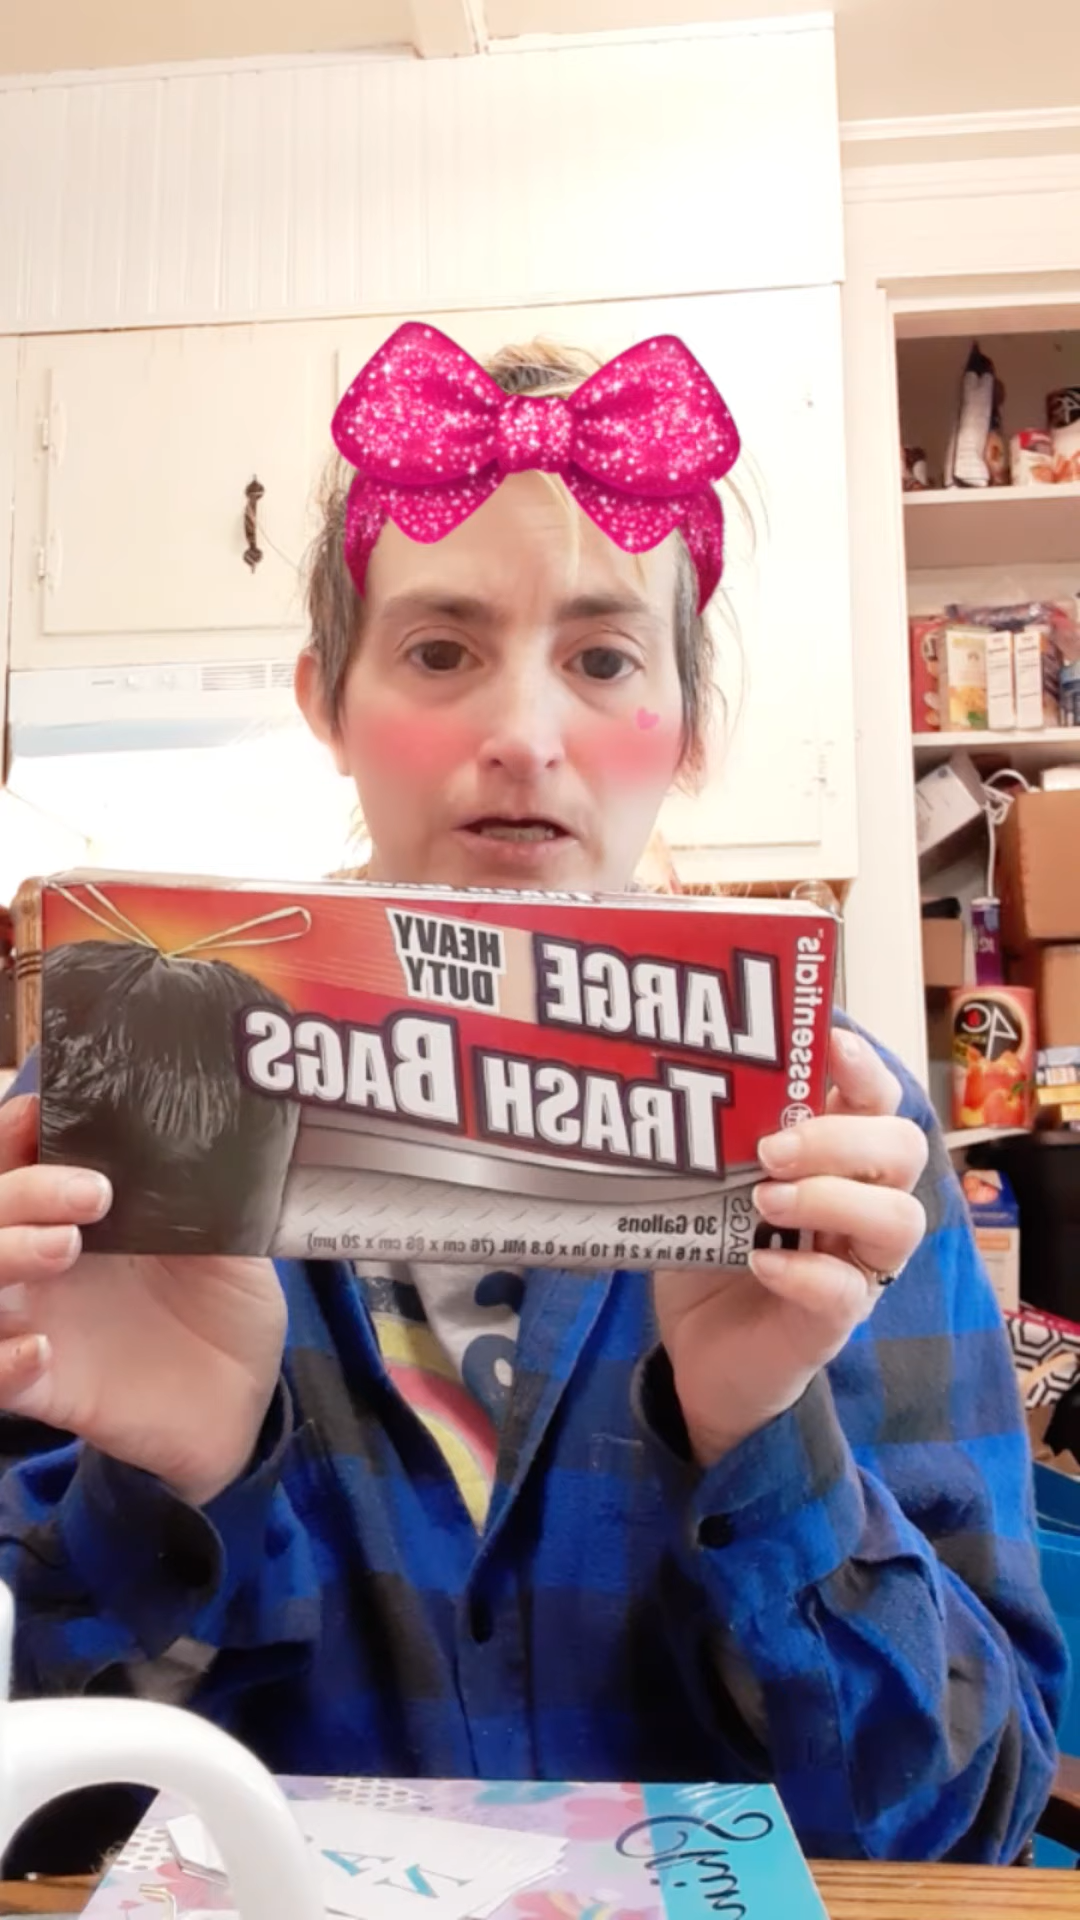 essentials™
LARGE
HEAVY
DUTY
TRASH BAGS
30 Gallons
2 ft 6 in x 2 ft 10 in x 0.8 MIL (76 cm x 86 cm x 20 µm)
BAGS